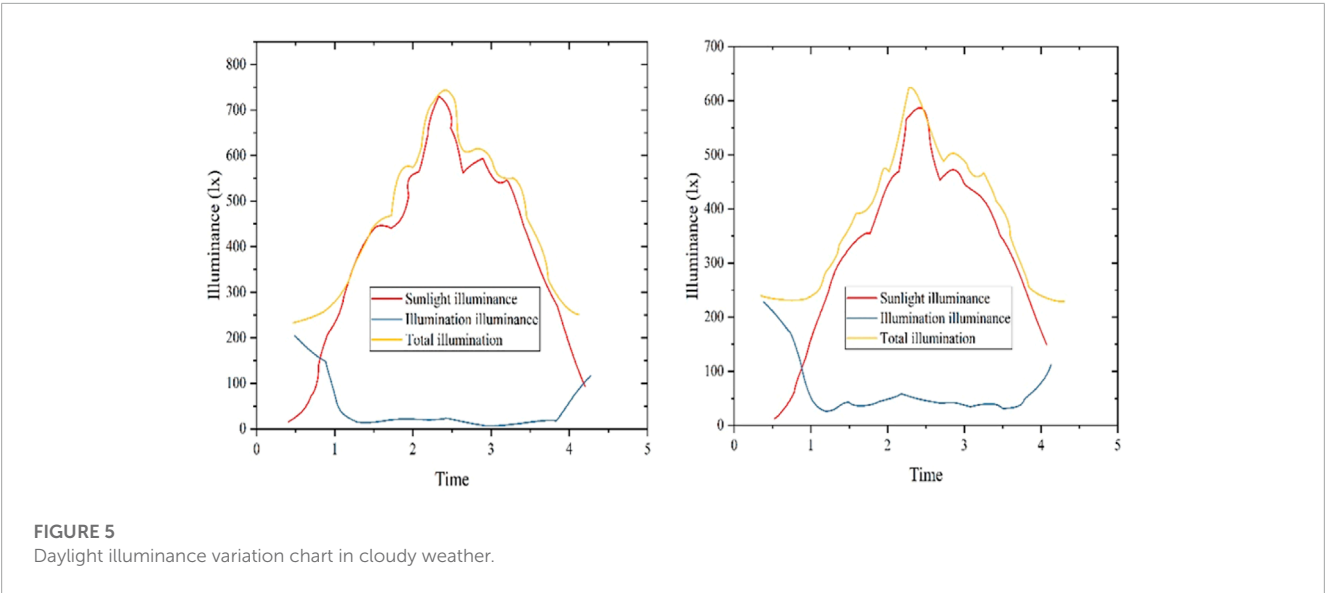 800
700
600
500
400
300
200
100
0
Illuminance (lx)
Sunlight illuminance
Illumination illuminance
Total illumination
0 1 2 3 4 5
Time
700
600
500
400
300
200
100
0
Illuminance (lx)
Sunlight illuminance
Illumination illuminance
Total illumination
0 1 2 3 4 5
Time
FIGURE 5
Daylight illuminance variation chart in cloudy weather.